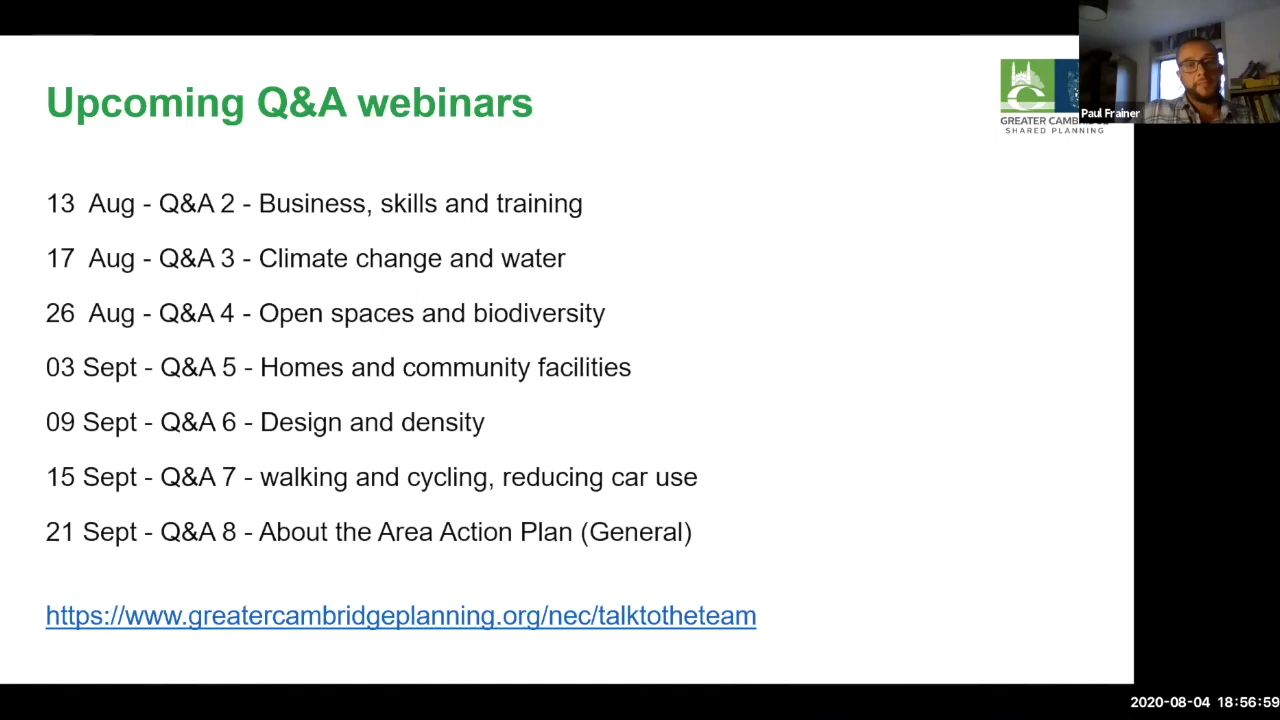 Upcoming Q&A webinars
GREATER CAMBRIDGE
SHARED PLANNING
Paul Frainer
13 Aug - Q&A 2 - Business, skills and training
17 Aug - Q&A 3 - Climate change and water
26 Aug - Q&A 4 - Open spaces and biodiversity
03 Sept - Q&A 5 - Homes and community facilities
09 Sept - Q&A 6 - Design and density
15 Sept - Q&A 7 - walking and cycling, reducing car use
21 Sept - Q&A 8 - About the Area Action Plan (General)
https://www.greatercambridgeplanning.org/nec/talktotheteam
2020-08-04 18:56:59